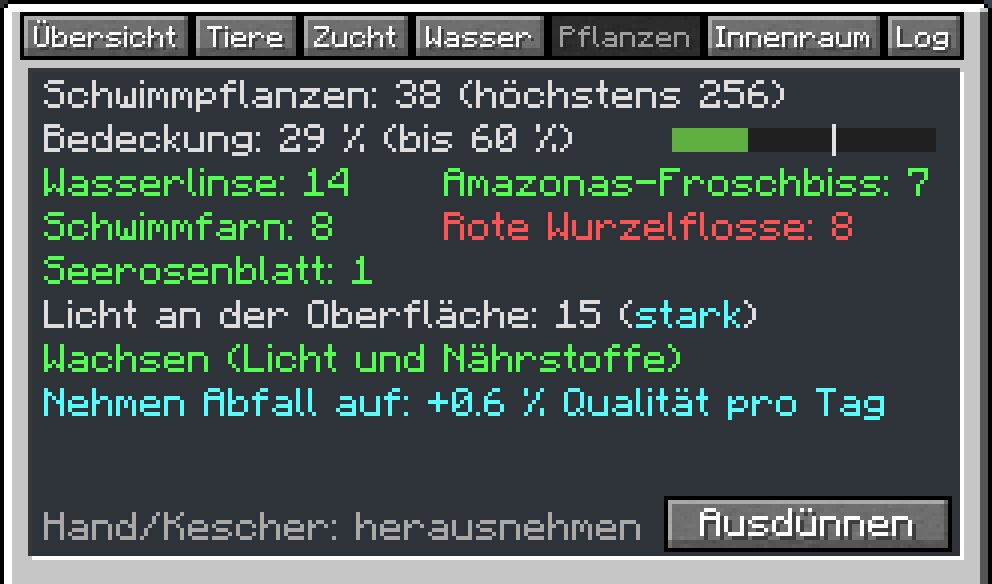 Übersicht Tiere Zucht Wasser Pflanzen Innenraum Log
Schwimmpflanzen: 38 (höchstens 256)
Bedeckung: 29 % (bis 60 %)
Wasserlinse: 14 Amazonas-Froschbiss: 7
Schwimmfarn: 8 Rote Wurzelflosse: 8
Seerosenblatt: 1
Licht an der Oberfläche: 15 (stark)
Wachsen (Licht und Nährstoffe)
Nehmen Abfall auf: +0.6 % Qualität pro Tag
Hand/Kescher: herausnehmen Ausdünnen